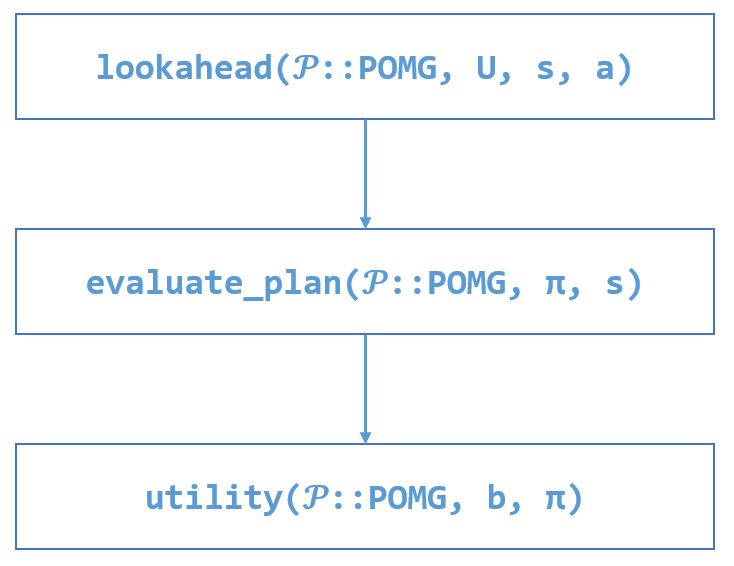 lookahead(𝒫::POMG, U, s, a)
evaluate_plan(𝒫::POMG, π, s)
utility(𝒫::POMG, b, π)